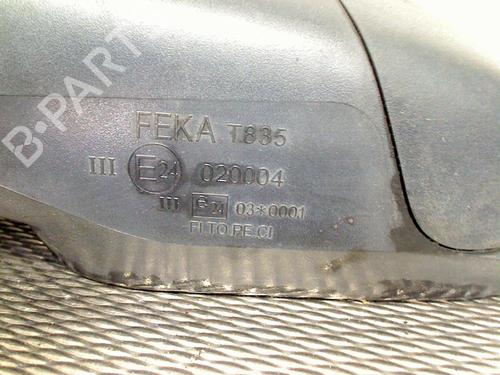 B-PART
FEKA T835
III E24 020004
III e24 03*0001
FI.TO.PE.CI